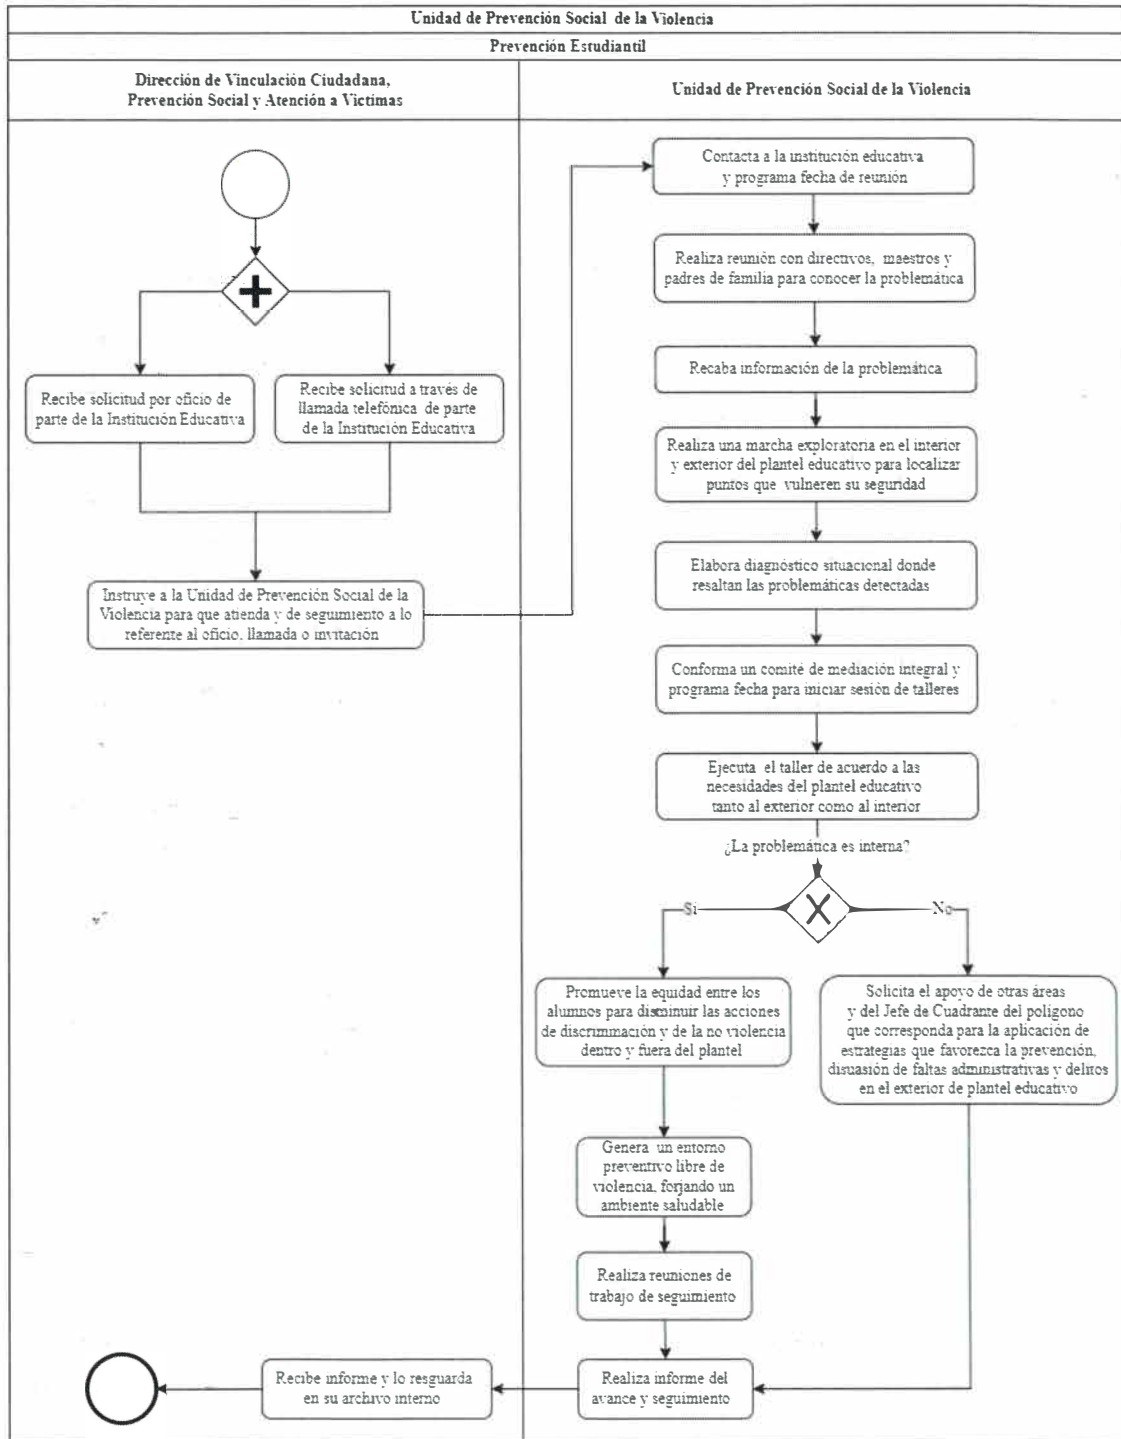 Unidad de Prevención Social de la Violencia
Prevención Estudiantil
Dirección de Vinculación Ciudadana,
Prevención Social y Atención a Victimas
Unidad de Prevención Social de la Violencia
Recibe solicitud por oficio de
parte de la Institución Educativa
Recibe solicitud a través de
llamada telefónica de parte
de la Institución Educativa
Instruye a la Unidad de Prevención Social de la
Violencia para que atienda y de seguimiento a lo
referente al oficio, llamada o invitación
Contacta a la institución educativa
y programa fecha de reunión
Realiza reunión con directivos, maestros y
padres de familia para conocer la problemática
Recaba información de la problemática
Realiza una marcha exploratoria en el interior
y exterior del plantel educativo para localizar
puntos que vulneren su seguridad
Elabora diagnóstico situacional donde
resaltan las problemáticas detectadas
Conforma un comité de mediación integral y
programa fecha para iniciar sesión de talleres
Ejecuta el taller de acuerdo a las
necesidades del plantel educativo
tanto al exterior como al interior
¿La problemática es interna?
Si
No
Promueve la equidad entre los
alumnos para disminuir las acciones
de discriminación y de la no violencia
dentro y fuera del plantel
Solicita el apoyo de otras áreas
y del Jefe de Cuadrante del polígono
que corresponda para la aplicación de
estrategias que favorezca la prevención,
disuasión de faltas administrativas y delitos
en el exterior de plantel educativo
Genera un entorno
preventivo libre de
violencia, forjando un
ambiente saludable
Realiza reuniones de
trabajo de seguimiento
Realiza informe del
avance y seguimiento
Recibe informe y lo resguarda
en su archivo interno